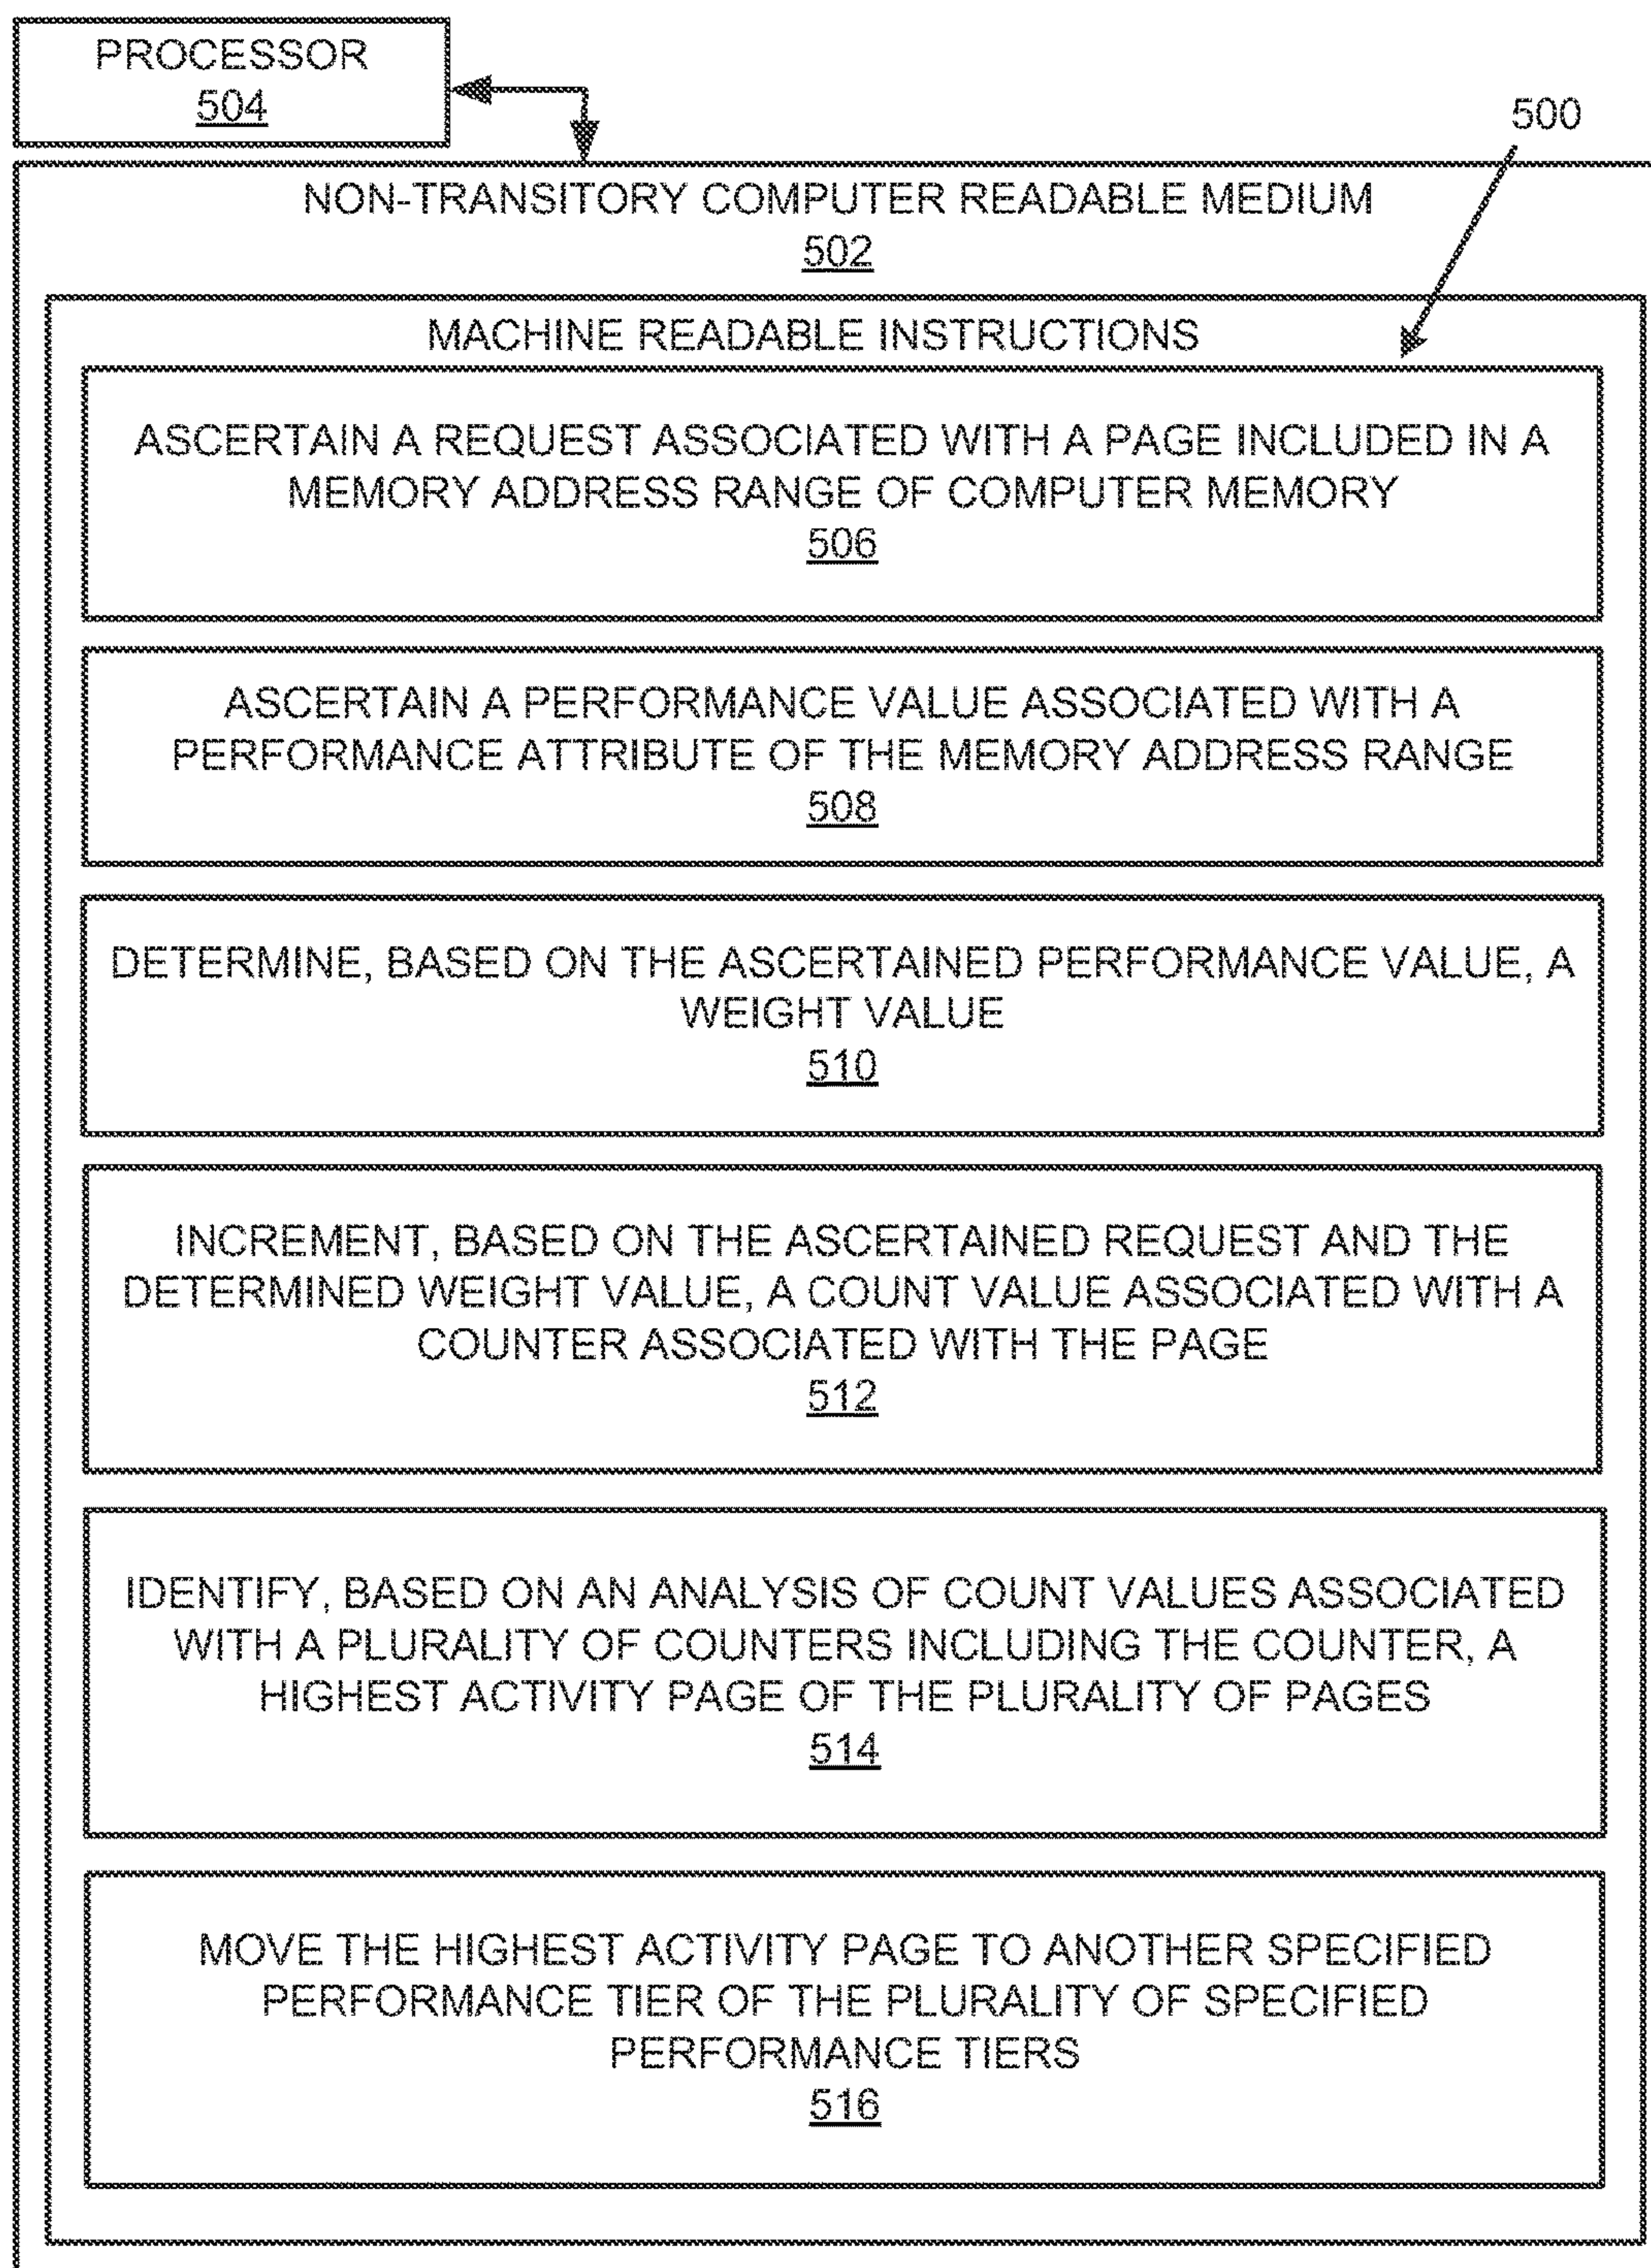 PROCESSOR
504
500
NON-TRANSITORY COMPUTER READABLE MEDIUM
502
MACHINE READABLE INSTRUCTIONS
ASCERTAIN A REQUEST ASSOCIATED WITH A PAGE INCLUDED IN A
MEMORY ADDRESS RANGE OF COMPUTER MEMORY
506
ASCERTAIN A PERFORMANCE VALUE ASSOCIATED WITH A
PERFORMANCE ATTRIBUTE OF THE MEMORY ADDRESS RANGE
508
DETERMINE, BASED ON THE ASCERTAINED PERFORMANCE VALUE, A
WEIGHT VALUE
510
INCREMENT, BASED ON THE ASCERTAINED REQUEST AND THE
DETERMINED WEIGHT VALUE, A COUNT VALUE ASSOCIATED WITH A
COUNTER ASSOCIATED WITH THE PAGE
512
IDENTIFY, BASED ON AN ANALYSIS OF COUNT VALUES ASSOCIATED
WITH A PLURALITY OF COUNTERS INCLUDING THE COUNTER, A
HIGHEST ACTIVITY PAGE OF THE PLURALITY OF PAGES
514
MOVE THE HIGHEST ACTIVITY PAGE TO ANOTHER SPECIFIED
PERFORMANCE TIER OF THE PLURALITY OF SPECIFIED
PERFORMANCE TIERS
516